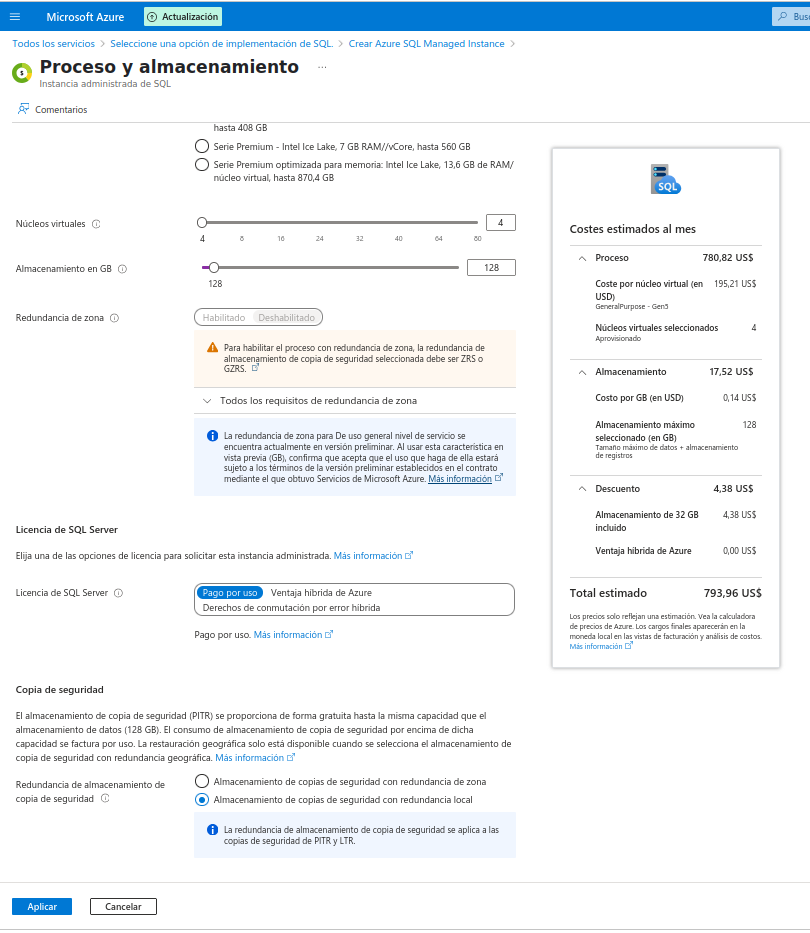 Microsoft Azure
Actualización
Todos los servicios > Seleccione una opción de implementación de SQL. > Crear Azure SQL Managed Instance >
Proceso y almacenamiento ...
Instancia administrada de SQL
Comentarios
hasta 408 GB
Serie Premium - Intel Ice Lake, 7 GB RAM//vCore, hasta 560 GB
Serie Premium optimizada para memoria: Intel Ice Lake, 13,6 GB de RAM/
núcleo virtual, hasta 870,4 GB
Núcleos virtuales
4
4 8 16 24 32 40 64 80
Almacenamiento en GB
128
128
Redundancia de zona
Habilitado Deshabilitado
Para habilitar el proceso con redundancia de zona, la redundancia de
almacenamiento de copia de seguridad seleccionada debe ser ZRS o
GZRS.
Todos los requisitos de redundancia de zona
La redundancia de zona para De uso general nivel de servicio se
encuentra actualmente en versión preliminar. Al usar esta característica en
vista previa (GB), confirma que acepta que el uso que haga de ella estará
sujeto a los términos de la versión preliminar establecidos en el contrato
mediante el que obtuvo Servicios de Microsoft Azure. Más información
Licencia de SQL Server
Elija una de las opciones de licencia para solicitar esta instancia administrada. Más información
Licencia de SQL Server
Pago por uso Ventaja híbrida de Azure
Derechos de conmutación por error híbrida
Pago por uso. Más información
Copia de seguridad
El almacenamiento de copia de seguridad (PITR) se proporciona de forma gratuita hasta la misma capacidad que el
almacenamiento de datos (128 GB). El consumo de almacenamiento de copia de seguridad por encima de dicha
capacidad se factura por uso. La restauración geográfica solo está disponible cuando se selecciona el almacenamiento de
copia de seguridad con redundancia geográfica. Más información
Redundancia de almacenamiento de
copia de seguridad
Almacenamiento de copias de seguridad con redundancia de zona
Almacenamiento de copias de seguridad con redundancia local
La redundancia de almacenamiento de copia de seguridad se aplica a las
copias de seguridad de PITR y LTR.
Aplicar
Cancelar
SQL
Costes estimados al mes
Proceso 780,82 US$
Coste por núcleo virtual (en 195,21 US$
USD)
GeneralPurpose - Gen5
Núcleos virtuales seleccionados 4
Aprovisionado
Almacenamiento 17,52 US$
Costo por GB (en USD) 0,14 US$
Almacenamiento máximo 128
seleccionado (en GB)
Tamaño máximo de datos + almacenamiento
de registros
Descuento 4,38 US$
Almacenamiento de 32 GB 4,38 US$
incluido
Ventaja híbrida de Azure 0,00 US$
Total estimado 793,96 US$
Los precios solo reflejan una estimación. Vea la calculadora
de precios de Azure. Los cargos finales aparecerán en la
moneda local en las vistas de facturación y análisis de costos.
Más información